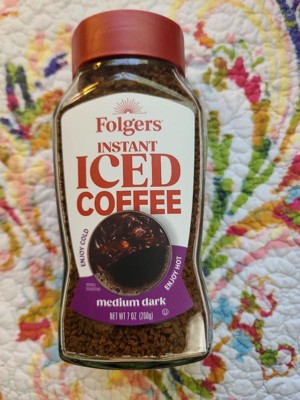 Folgers
INSTANT
ICED
COFFEE
ENJOY COLD
ENJOY HOT
medium dark
NET WT 7 OZ (200g)